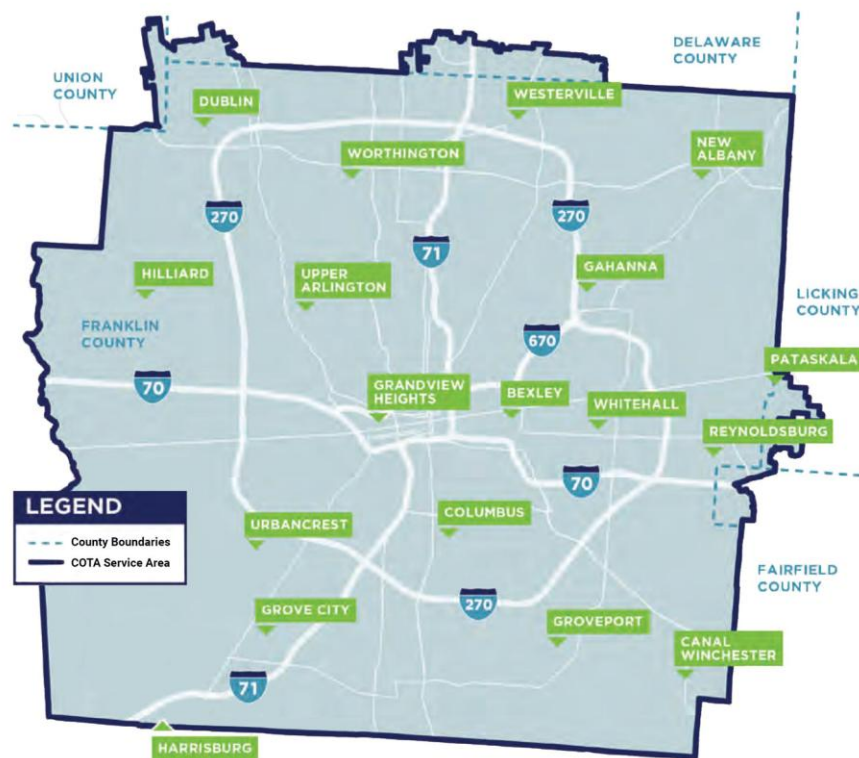 DELAWARE
COUNTY
UNION
COUNTY
DUBLIN
WESTERVILLE
WORTHINGTON
NEW
ALBANY
270
270
71
HILLIARD
UPPER
ARLINGTON
GAHANNA
LICKING
COUNTY
FRANKLIN
COUNTY
670
PATASKALA
70
GRANDVIEW
HEIGHTS
BEXLEY
WHITEHALL
REYNOLDSBURG
70
LEGEND
County Boundaries
COTA Service Area
URBANCREST
COLUMBUS
FAIRFIELD
COUNTY
270
GROVE CITY
GROVEPORT
CANAL
WINCHESTER
71
HARRISBURG